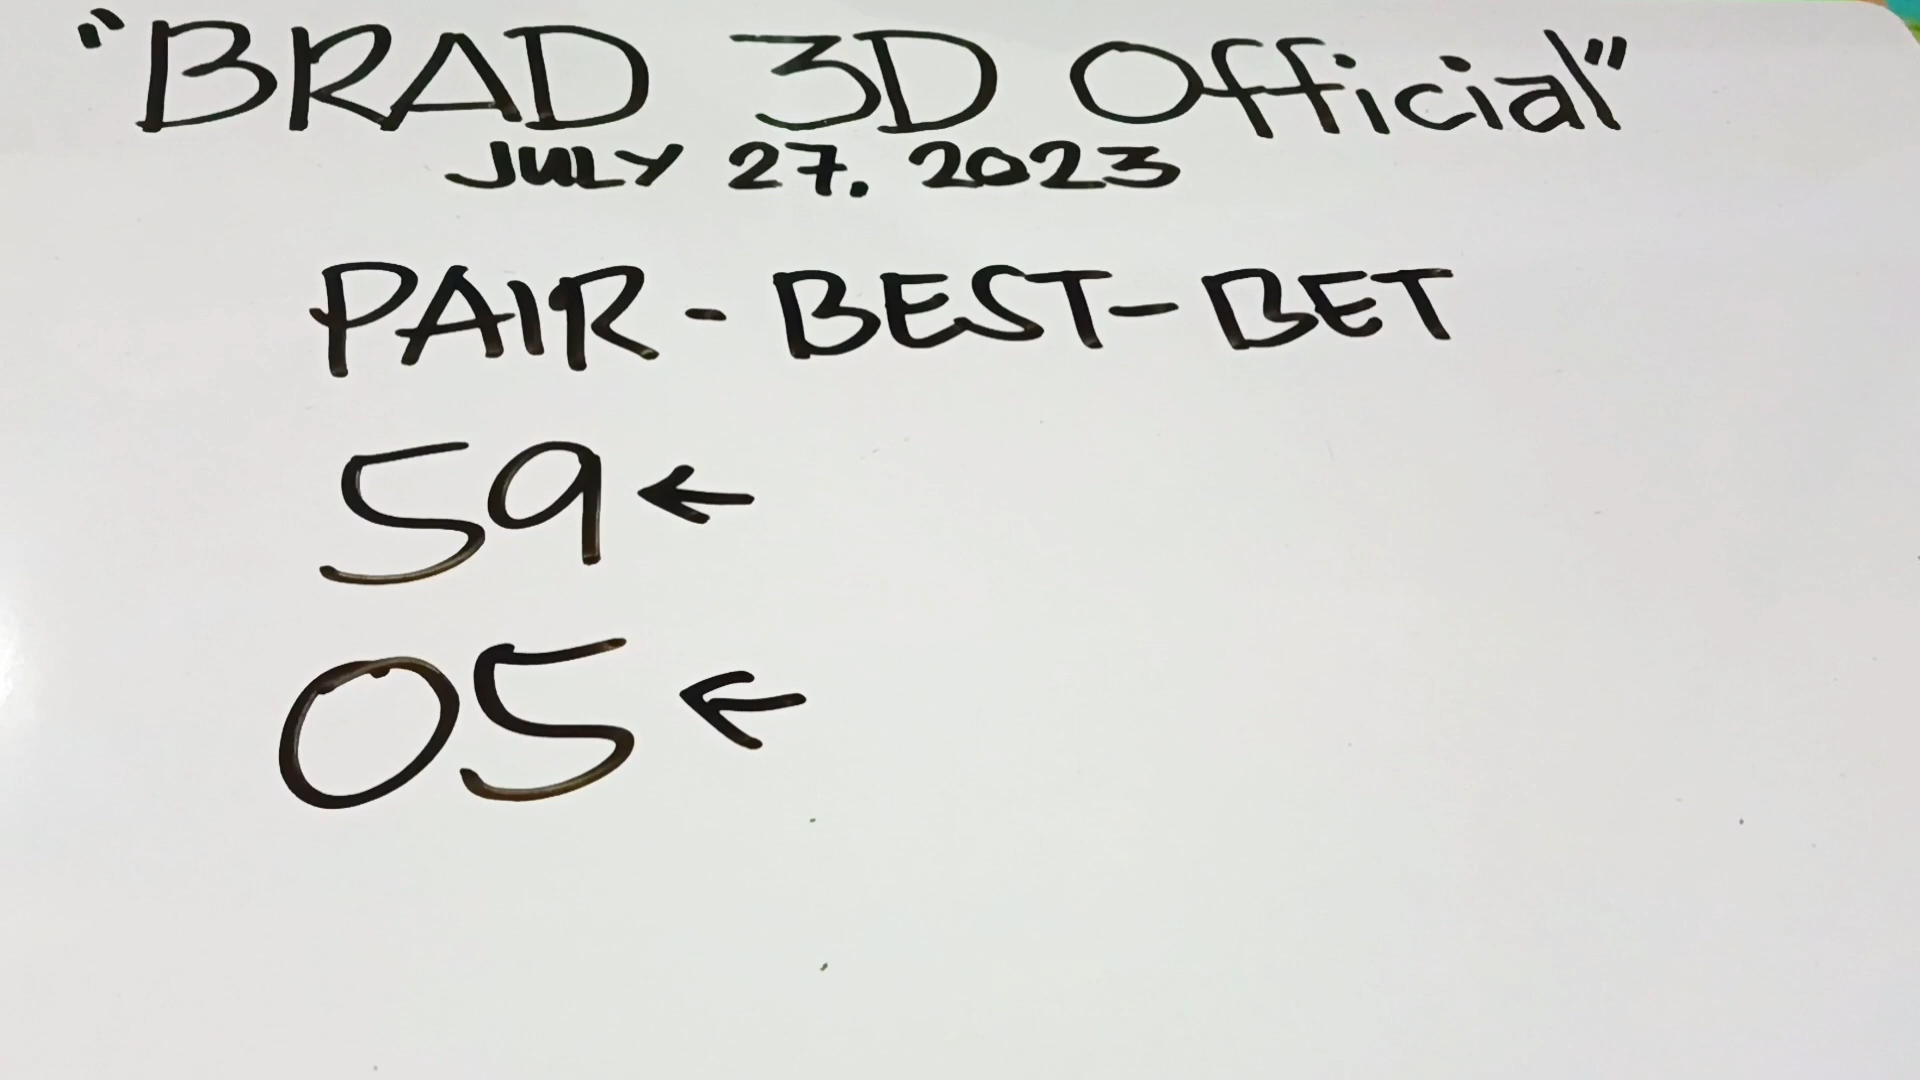 "BRAD 3D Official"
JULY 27. 2023
PAIR - BEST - BET
59 ←
05 ←